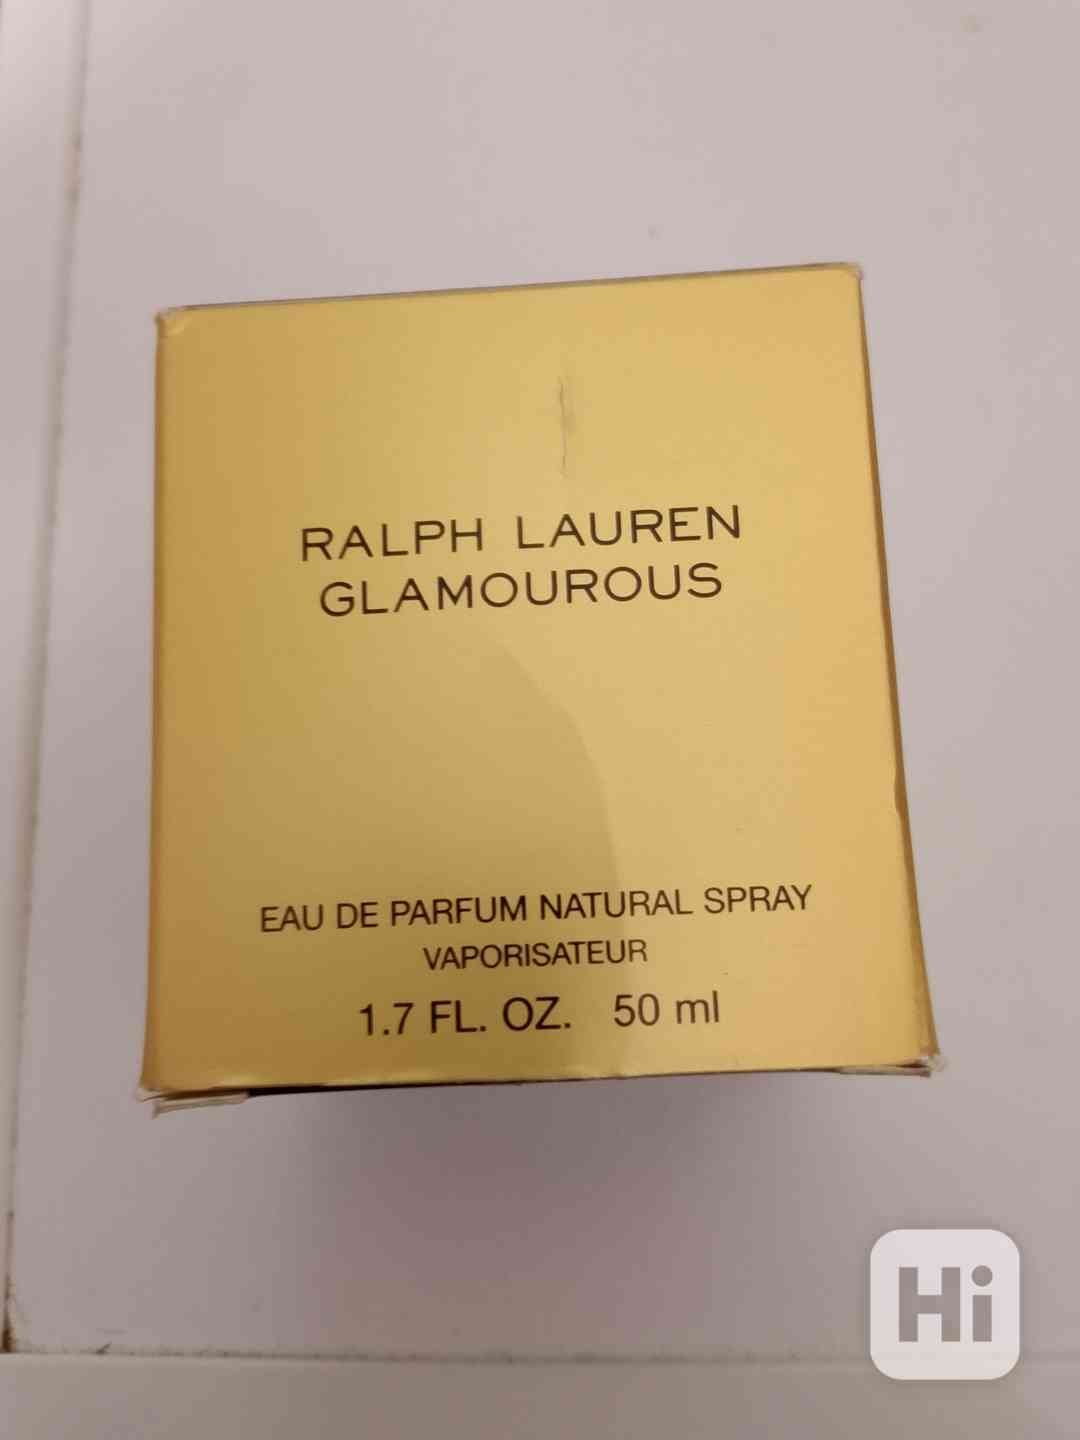 RALPH LAUREN
GLAMOUROUS
EAU DE PARFUM NATURAL SPRAY
VAPORISATEUR
1.7 FL. OZ. 50 ml
Hi